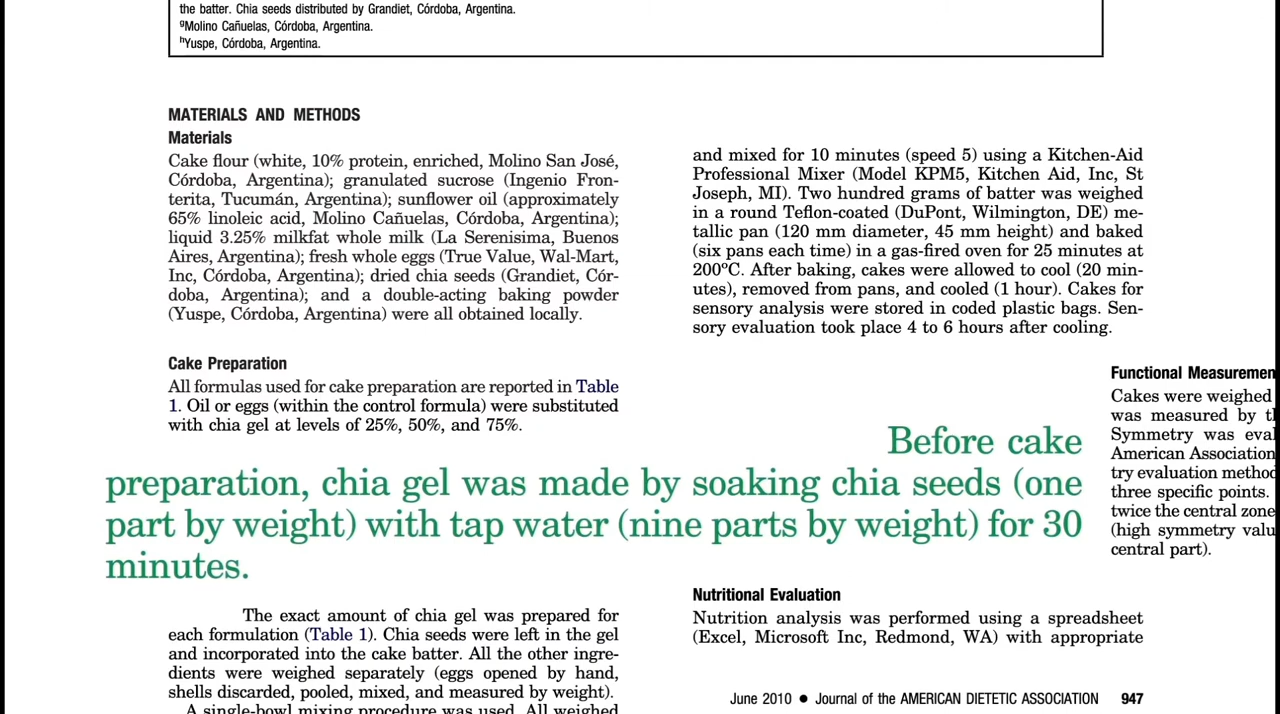 the batter. Chia seeds distributed by Grandiet, Córdoba, Argentina.
gMolino Cañuelas, Córdoba, Argentina.
hYuspe, Córdoba, Argentina.
MATERIALS AND METHODS
Materials
Cake flour (white, 10% protein, enriched, Molino San José,
Córdoba, Argentina); granulated sucrose (Ingenio Fron-
terita, Tucumán, Argentina); sunflower oil (approximately
65% linoleic acid, Molino Cañuelas, Córdoba, Argentina);
liquid 3.25% milkfat whole milk (La Serenisima, Buenos
Aires, Argentina); fresh whole eggs (True Value, Wal-Mart,
Inc, Córdoba, Argentina); dried chia seeds (Grandiet, Cór-
doba, Argentina); and a double-acting baking powder
(Yuspe, Córdoba, Argentina) were all obtained locally.
Cake Preparation
All formulas used for cake preparation are reported in Table
1. Oil or eggs (within the control formula) were substituted
with chia gel at levels of 25%, 50%, and 75%.
Before cake
preparation, chia gel was made by soaking chia seeds (one
part by weight) with tap water (nine parts by weight) for 30
minutes.
The exact amount of chia gel was prepared for
each formulation (Table 1). Chia seeds were left in the gel
and incorporated into the cake batter. All the other ingre-
dients were weighed separately (eggs opened by hand,
shells discarded, pooled, mixed, and measured by weight).
A single-bowl mixing procedure was used. All weighed
and mixed for 10 minutes (speed 5) using a Kitchen-Aid
Professional Mixer (Model KPM5, Kitchen Aid, Inc, St
Joseph, MI). Two hundred grams of batter was weighed
in a round Teflon-coated (DuPont, Wilmington, DE) me-
tallic pan (120 mm diameter, 45 mm height) and baked
(six pans each time) in a gas-fired oven for 25 minutes at
200ºC. After baking, cakes were allowed to cool (20 min-
utes), removed from pans, and cooled (1 hour). Cakes for
sensory analysis were stored in coded plastic bags. Sen-
sory evaluation took place 4 to 6 hours after cooling.
Functional Measuremen
Cakes were weighed
was measured by t
Symmetry was eval
American Association
try evaluation method
three specific points.
twice the central zone
(high symmetry valu
central part).
Nutritional Evaluation
Nutrition analysis was performed using a spreadsheet
(Excel, Microsoft Inc, Redmond, WA) with appropriate
June 2010 ● Journal of the AMERICAN DIETETIC ASSOCIATION 947